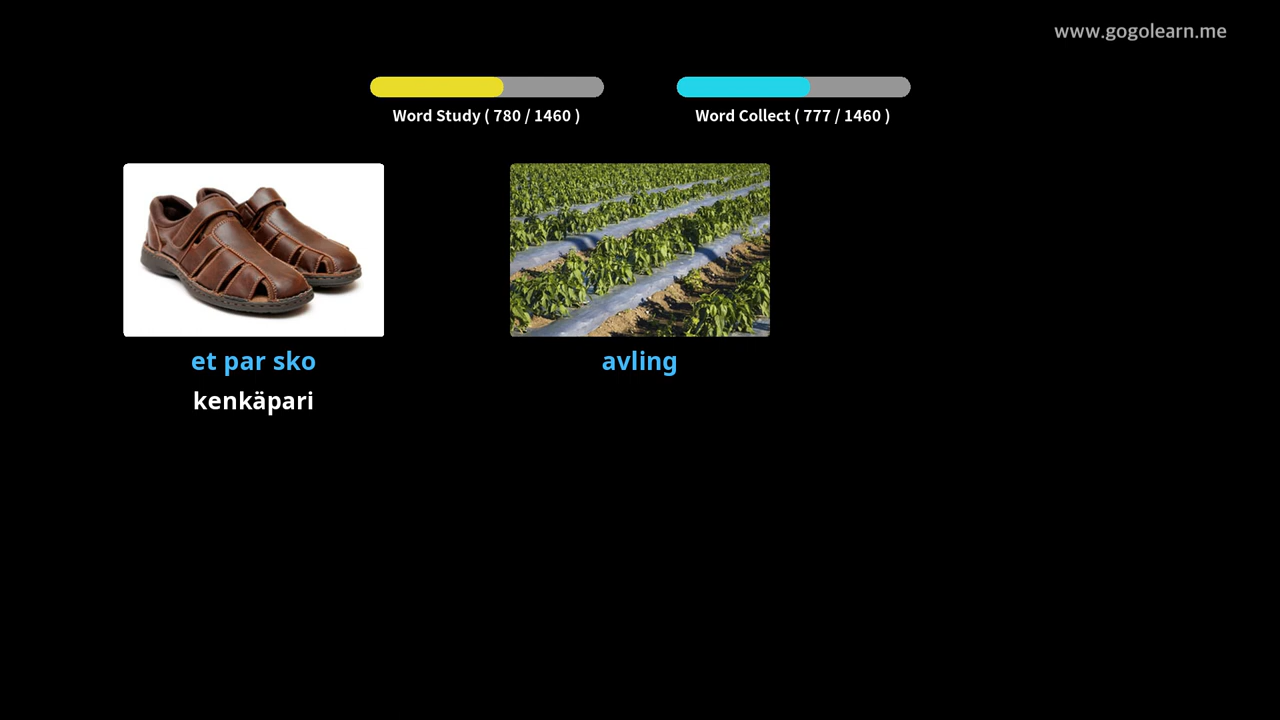 www.gogolearn.me
Word Study ( 780 / 1460 )
Word Collect ( 777 / 1460 )
et par sko
kenkäpari
avling